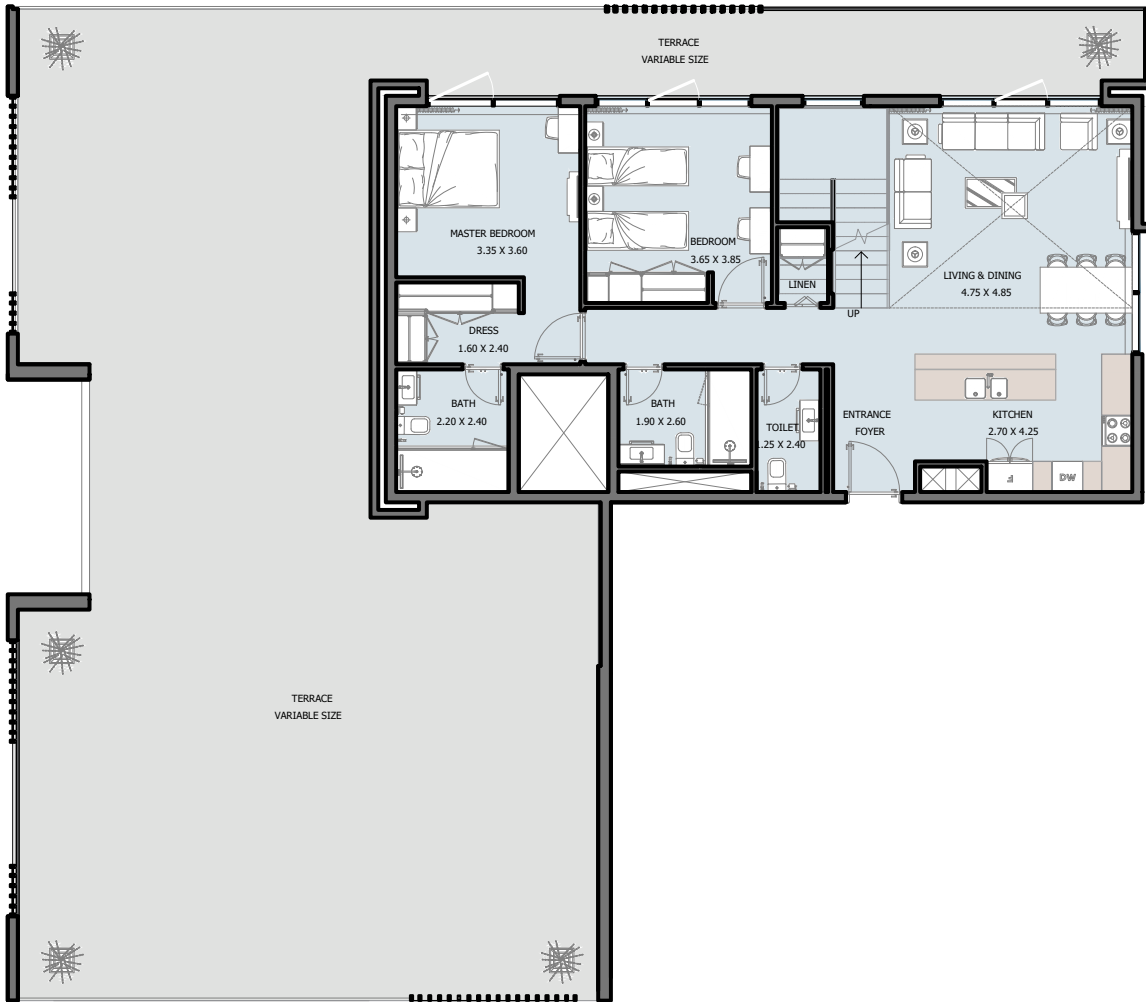 TERRACE
VARIABLE SIZE
MASTER BEDROOM
3.35 X 3.60
BEDROOM
3.65 X 3.85
LINEN
LIVING & DINING
4.75 X 4.85
UP
DRESS
1.60 X 2.40
BATH
2.20 X 2.40
BATH
1.90 X 2.60
TOILET
1.25 X 2.40
ENTRANCE
FOYER
KITCHEN
2.70 X 4.25
F
DW
TERRACE
VARIABLE SIZE